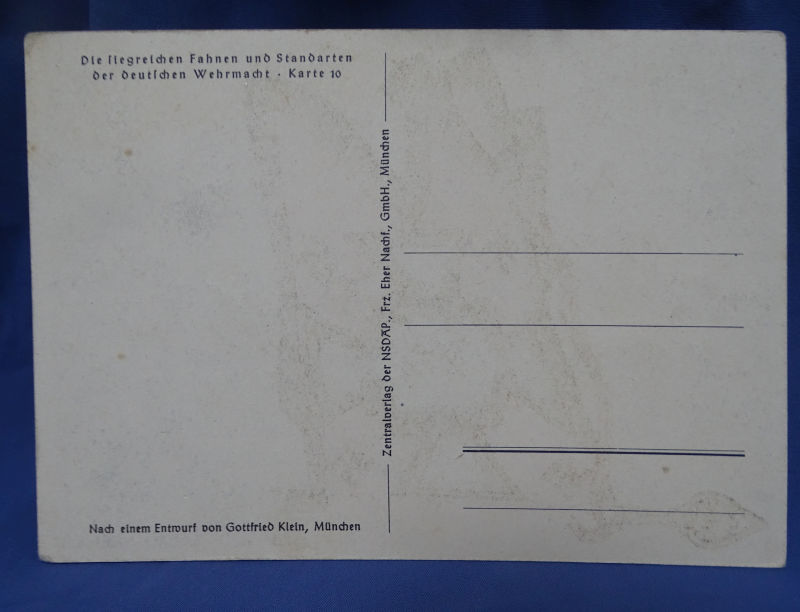 Die siegreichen Fahnen und Standarten
der deutschen Wehrmacht · Karte 10
Zentralverlag der NSDAP., Frz. Eher Nachf., GmbH., München
Nach einem Entwurf von Gottfried Klein, München